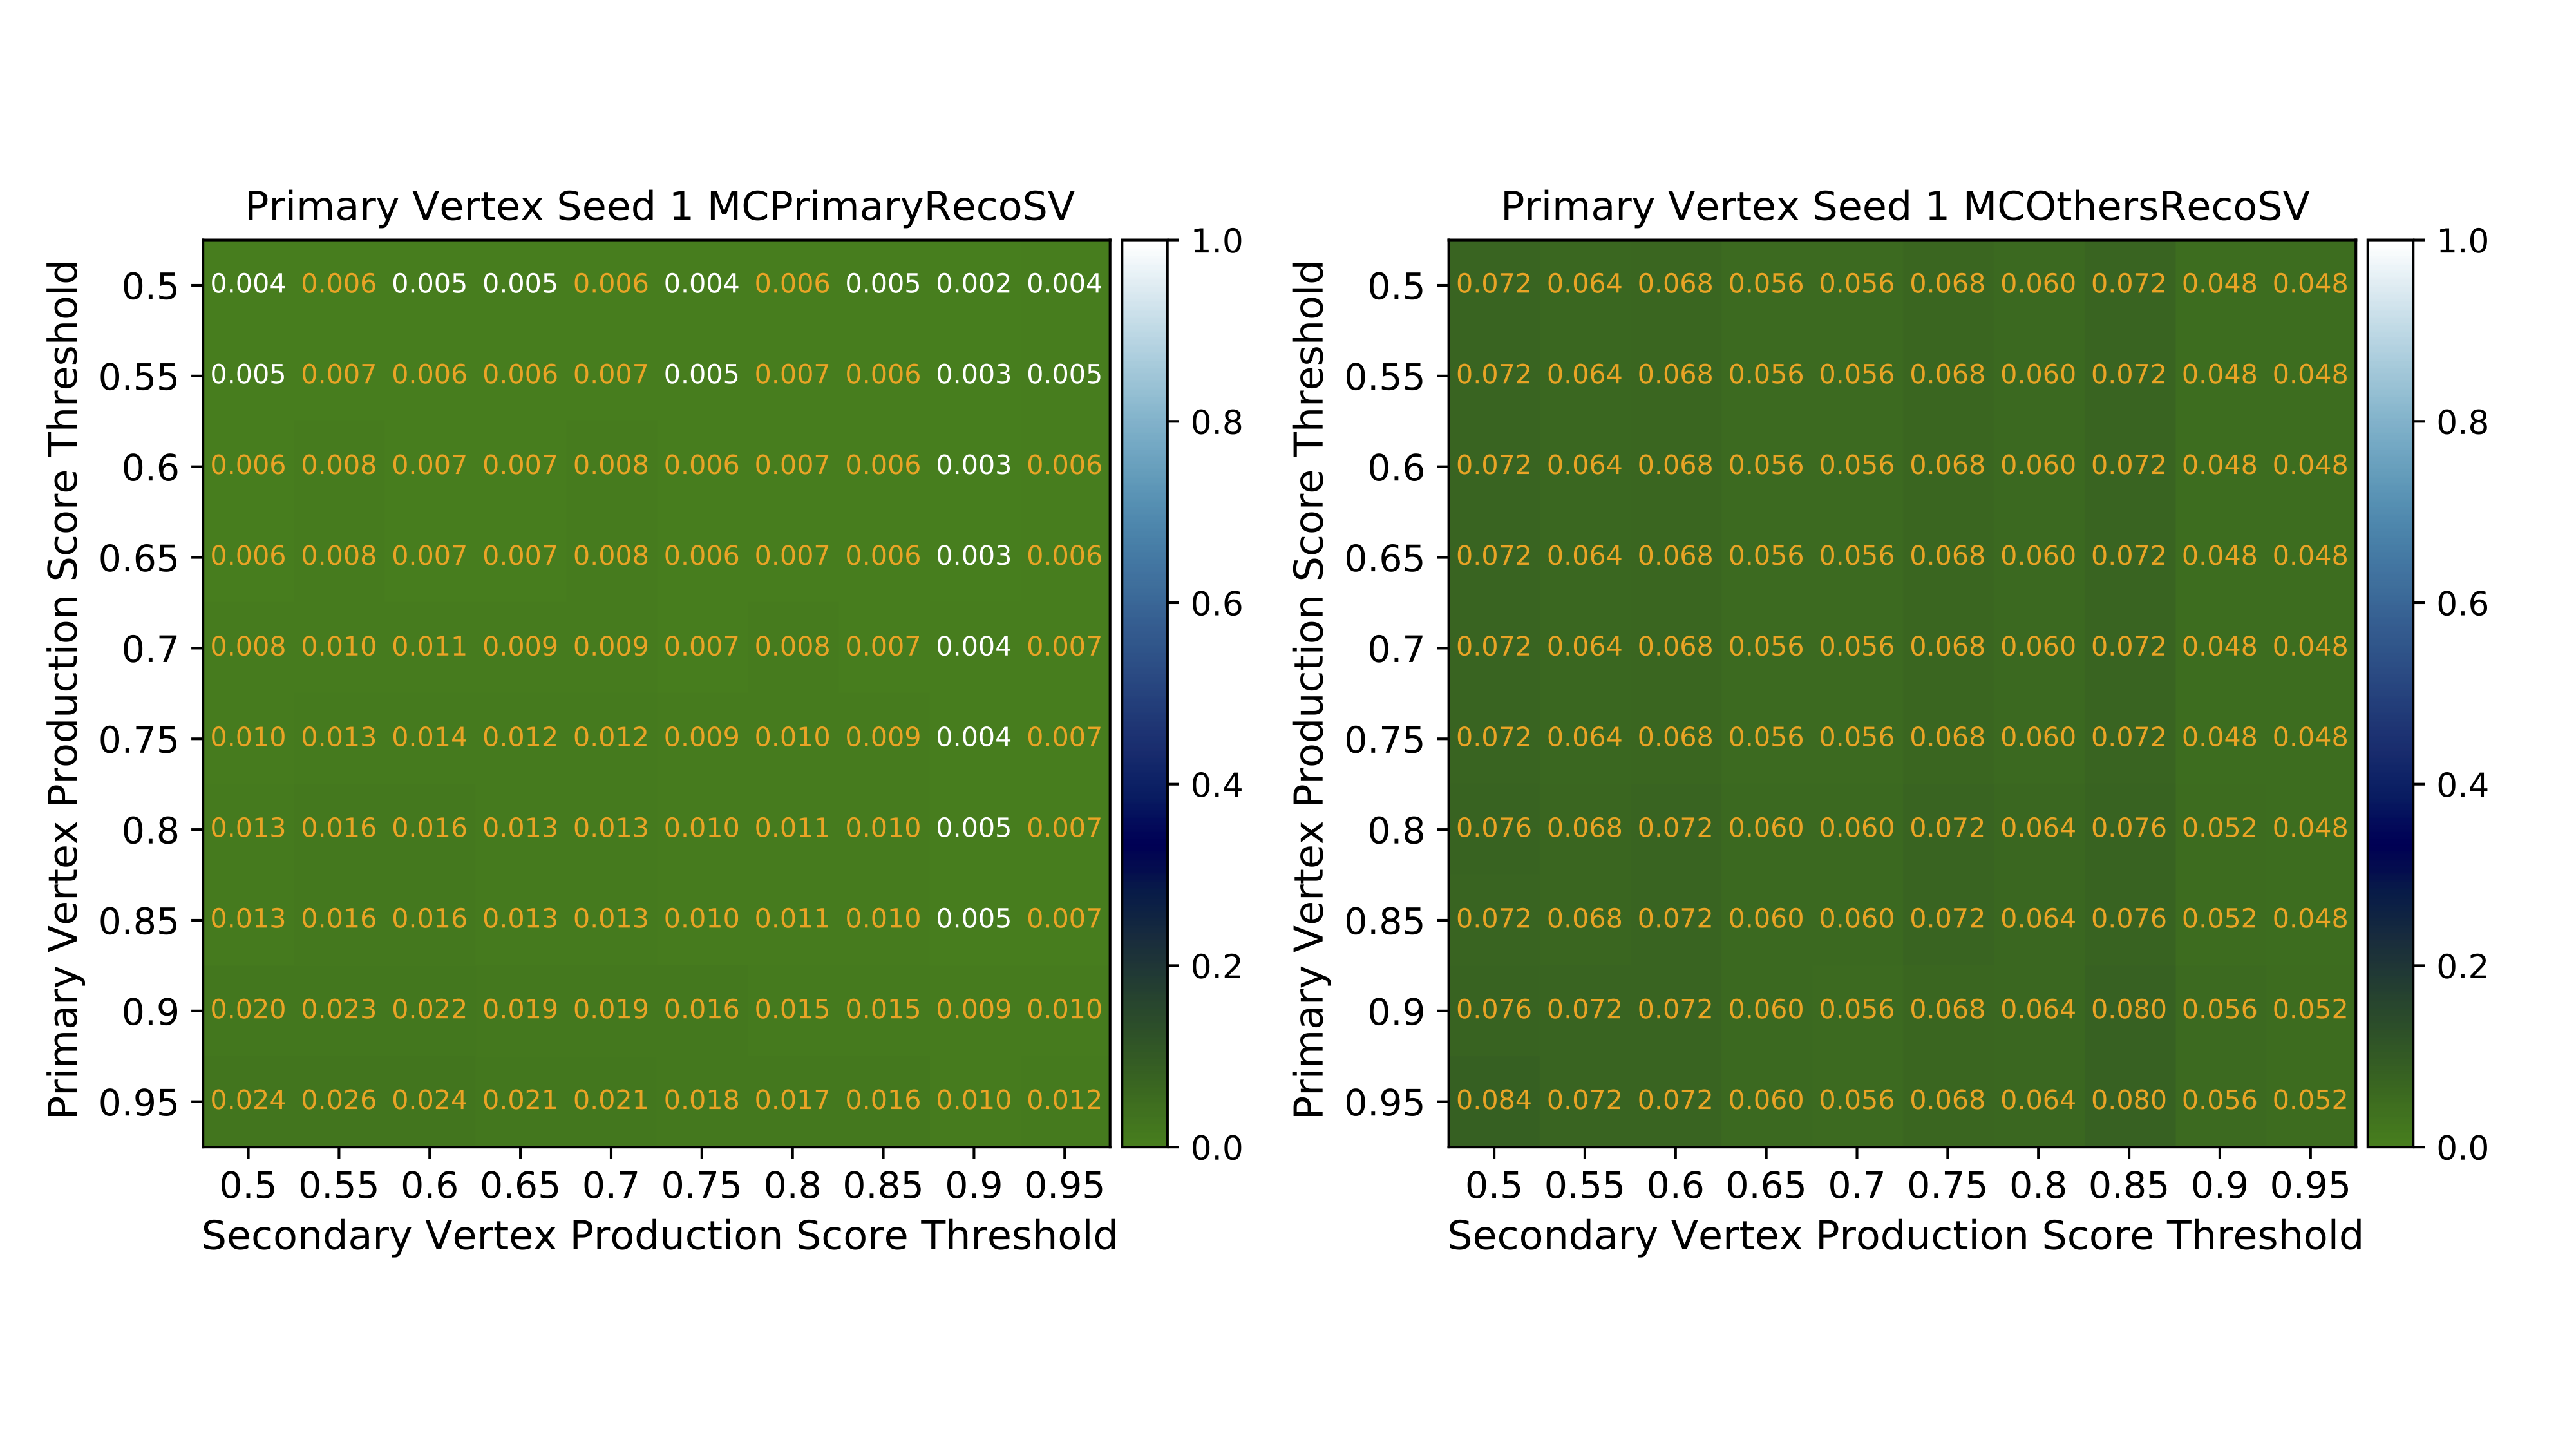 Primary Vertex Seed 1 MCPrimaryRecoSV
Primary Vertex Production Score Threshold
0.5 0.004 0.006 0.005 0.005 0.006 0.004 0.006 0.005 0.002 0.004
0.55 0.005 0.007 0.006 0.006 0.007 0.005 0.007 0.006 0.003 0.005
0.6 0.006 0.008 0.007 0.007 0.008 0.006 0.007 0.006 0.003 0.006
0.65 0.006 0.008 0.007 0.007 0.008 0.006 0.007 0.006 0.003 0.006
0.7 0.008 0.010 0.011 0.009 0.009 0.007 0.008 0.007 0.004 0.007
0.75 0.010 0.013 0.014 0.012 0.012 0.009 0.010 0.009 0.004 0.007
0.8 0.013 0.016 0.016 0.013 0.013 0.010 0.011 0.010 0.005 0.007
0.85 0.013 0.016 0.016 0.013 0.013 0.010 0.011 0.010 0.005 0.007
0.9 0.020 0.023 0.022 0.019 0.019 0.016 0.015 0.015 0.009 0.010
0.95 0.024 0.026 0.024 0.021 0.021 0.018 0.017 0.016 0.010 0.012
0.5 0.55 0.6 0.65 0.7 0.75 0.8 0.85 0.9 0.95
Secondary Vertex Production Score Threshold
1.0
0.8
0.6
0.4
0.2
0.0
Primary Vertex Seed 1 MCOthersRecoSV
Primary Vertex Production Score Threshold
0.5 0.072 0.064 0.068 0.056 0.056 0.068 0.060 0.072 0.048 0.048
0.55 0.072 0.064 0.068 0.056 0.056 0.068 0.060 0.072 0.048 0.048
0.6 0.072 0.064 0.068 0.056 0.056 0.068 0.060 0.072 0.048 0.048
0.65 0.072 0.064 0.068 0.056 0.056 0.068 0.060 0.072 0.048 0.048
0.7 0.072 0.064 0.068 0.056 0.056 0.068 0.060 0.072 0.048 0.048
0.75 0.072 0.064 0.068 0.056 0.056 0.068 0.060 0.072 0.048 0.048
0.8 0.076 0.068 0.072 0.060 0.060 0.072 0.064 0.076 0.052 0.048
0.85 0.072 0.068 0.072 0.060 0.060 0.072 0.064 0.076 0.052 0.048
0.9 0.076 0.072 0.072 0.060 0.056 0.068 0.064 0.080 0.056 0.052
0.95 0.084 0.072 0.072 0.060 0.056 0.068 0.064 0.080 0.056 0.052
0.5 0.55 0.6 0.65 0.7 0.75 0.8 0.85 0.9 0.95
Secondary Vertex Production Score Threshold
1.0
0.8
0.6
0.4
0.2
0.0